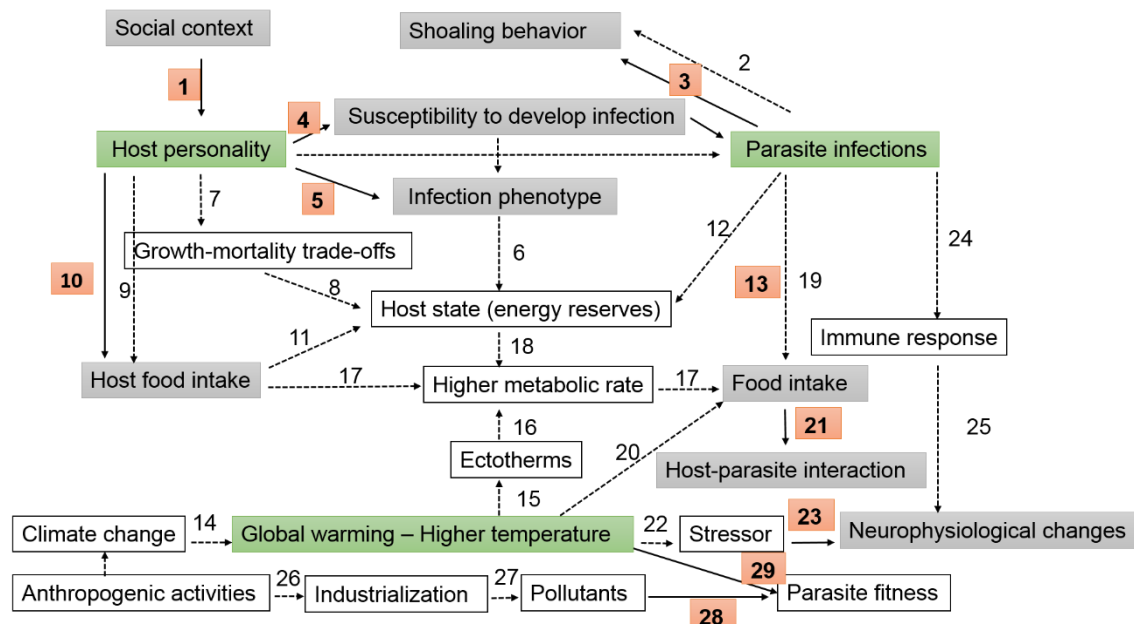 Social context
Shoaling behavior
2
1
3
4
Susceptibility to develop infection
Host personality
Parasite infections
7
5
Infection phenotype
12
24
Growth-mortality trade-offs
6
10
9
8
13
19
Host state (energy reserves)
11
18
Immune response
Host food intake
17
Higher metabolic rate
17
Food intake
16
20
21
25
Ectotherms
Host-parasite interaction
15
Climate change
14
Global warming – Higher temperature
22
Stressor
23
Neurophysiological changes
29
Anthropogenic activities
26
Industrialization
27
Pollutants
28
Parasite fitness